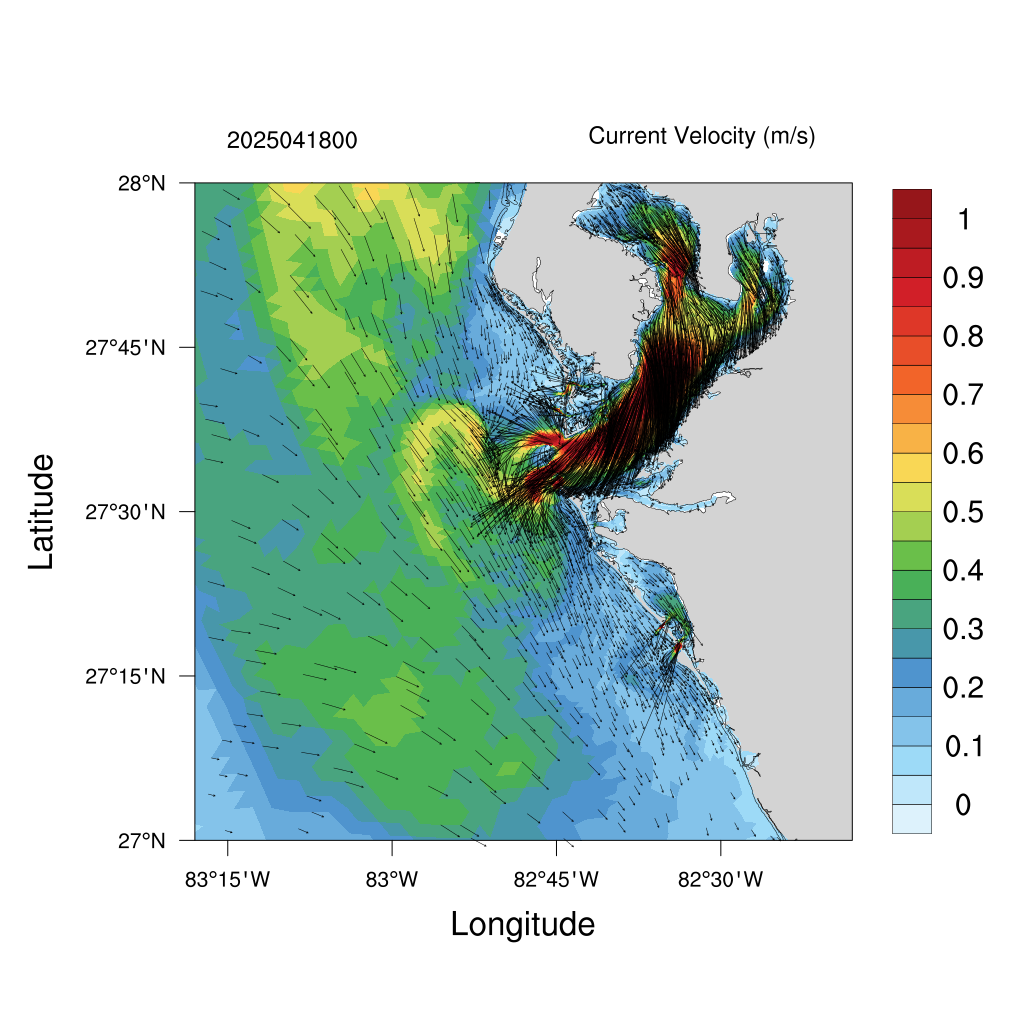 2025041800
Current Velocity (m/s)
28°N
27°45'N
27°30'N
27°15'N
27°N
83°15'W
83°W
82°45'W
82°30'W
Latitude
Longitude
1
0.9
0.8
0.7
0.6
0.5
0.4
0.3
0.2
0.1
0